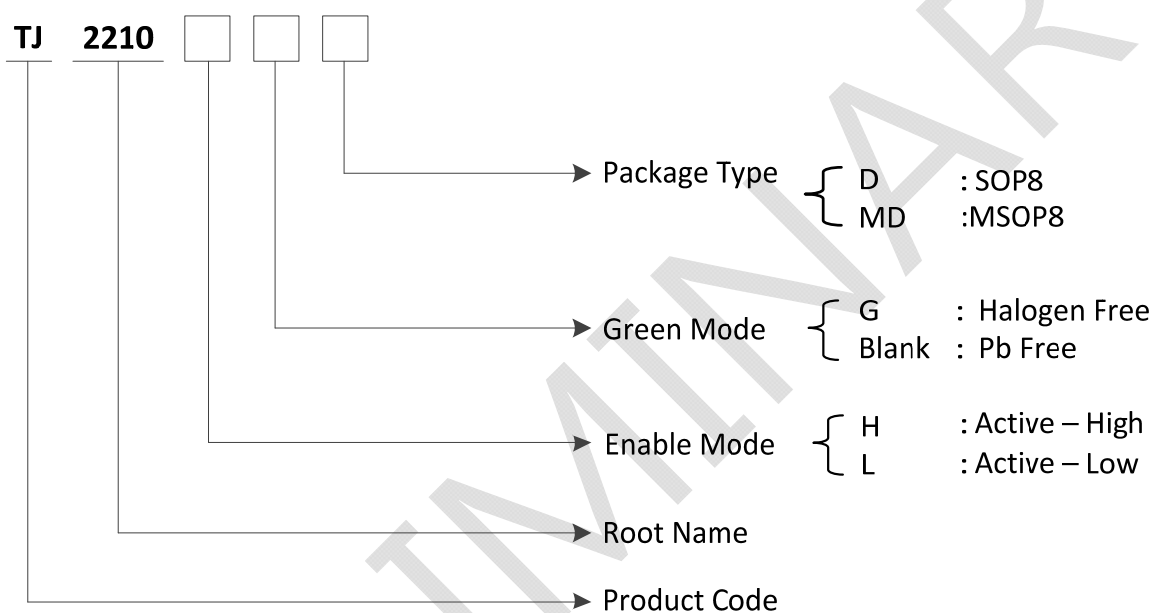 TJ 2210
Package Type
D : SOP8
MD :MSOP8
Green Mode
G : Halogen Free
Blank : Pb Free
Enable Mode
H : Active – High
L : Active – Low
Root Name
Product Code
IMINAR